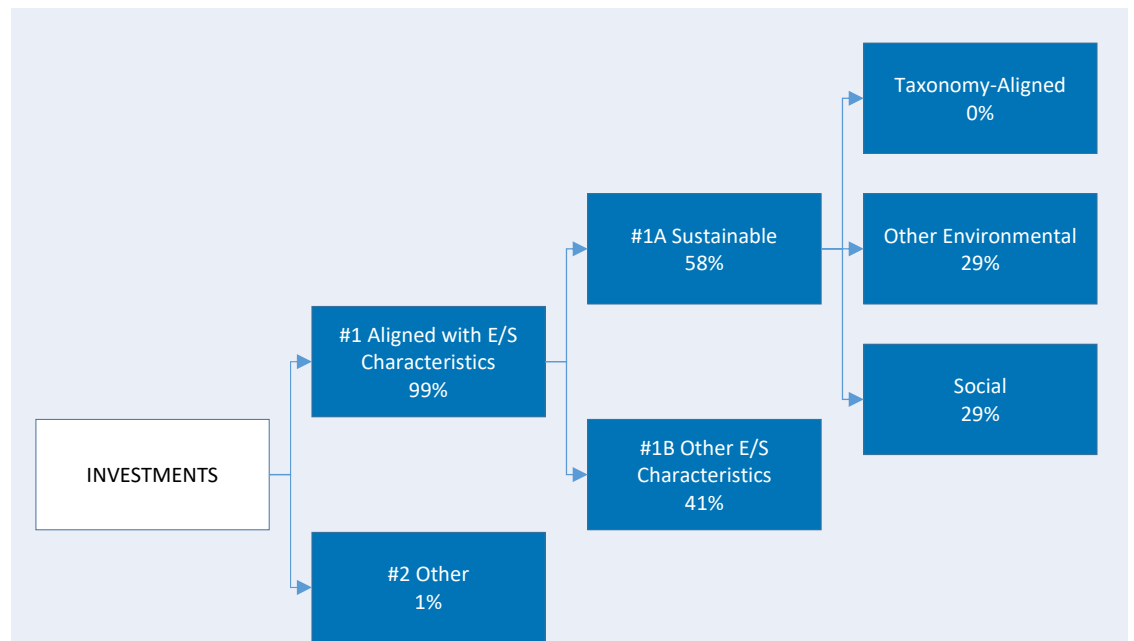 INVESTMENTS
#1 Aligned with E/S
Characteristics
99%
#2 Other
1%
#1A Sustainable
58%
#1B Other E/S
Characteristics
41%
Taxonomy-Aligned
0%
Other Environmental
29%
Social
29%